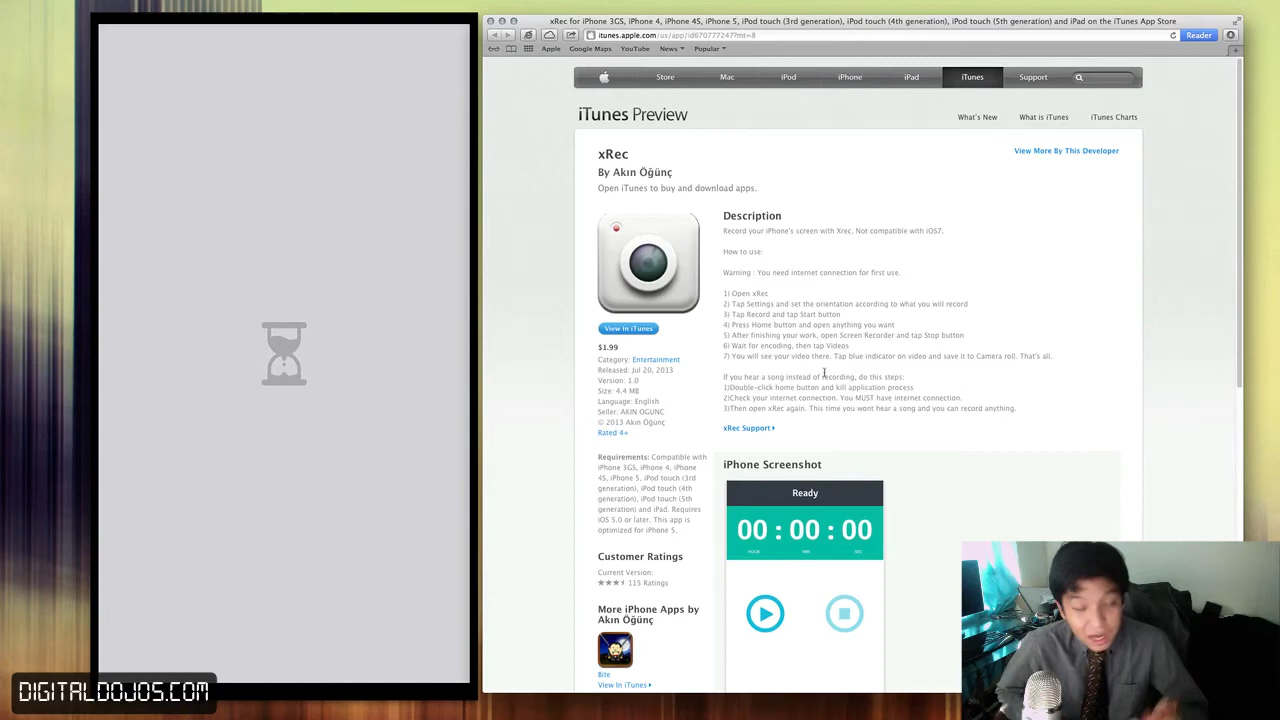 xRec for iPhone 3GS, iPhone 4, iPhone 4S, iPhone 5, iPod touch (3rd generation), iPod touch (4th generation), iPod touch (5th generation) and iPad on the iTunes App Store
itunes.apple.com/us/app/id670777247?mt=8
Reader
Apple Google Maps YouTube News Popular
Store Mac iPod iPhone iPad iTunes Support
iTunes Preview
What's New What is iTunes iTunes Charts
xRec
View More By This Developer
By Akın Öğünç
Open iTunes to buy and download apps.
View In iTunes
$1.99
Category: Entertainment
Released: Jul 20, 2013
Version: 1.0
Size: 4.4 MB
Language: English
Seller: AKIN OGUNC
© 2013 Akın Öğünç
Rated 4+
Requirements: Compatible with
iPhone 3GS, iPhone 4, iPhone
4S, iPhone 5, iPod touch (3rd
generation), iPod touch (4th
generation), iPod touch (5th
generation) and iPad. Requires
iOS 5.0 or later. This app is
optimized for iPhone 5.
Customer Ratings
Current Version:
115 Ratings
More iPhone Apps by
Akın Öğünç
Bite
View In iTunes
Description
Record your iPhone's screen with Xrec. Not compatible with iOS7.
How to use:
Warning : You need internet connection for first use.
1) Open xRec
2) Tap Settings and set the orientation according to what you will record
3) Tap Record and tap Start button
4) Press Home button and open anything you want
5) After finishing your work, open Screen Recorder and tap Stop button
6) Wait for encoding, then tap Videos
7) You will see your video there. Tap blue indicator on video and save it to Camera roll. That's all.
If you hear a song instead of recording, do this steps:
1)Double-click home button and kill application process
2)Check your internet connection. You MUST have internet connection.
3)Then open xRec again. This time you wont hear a song and you can record anything.
xRec Support
iPhone Screenshot
Ready
00 : 00 : 00
HOUR MIN SEC
DIGITALDOJOS.COM